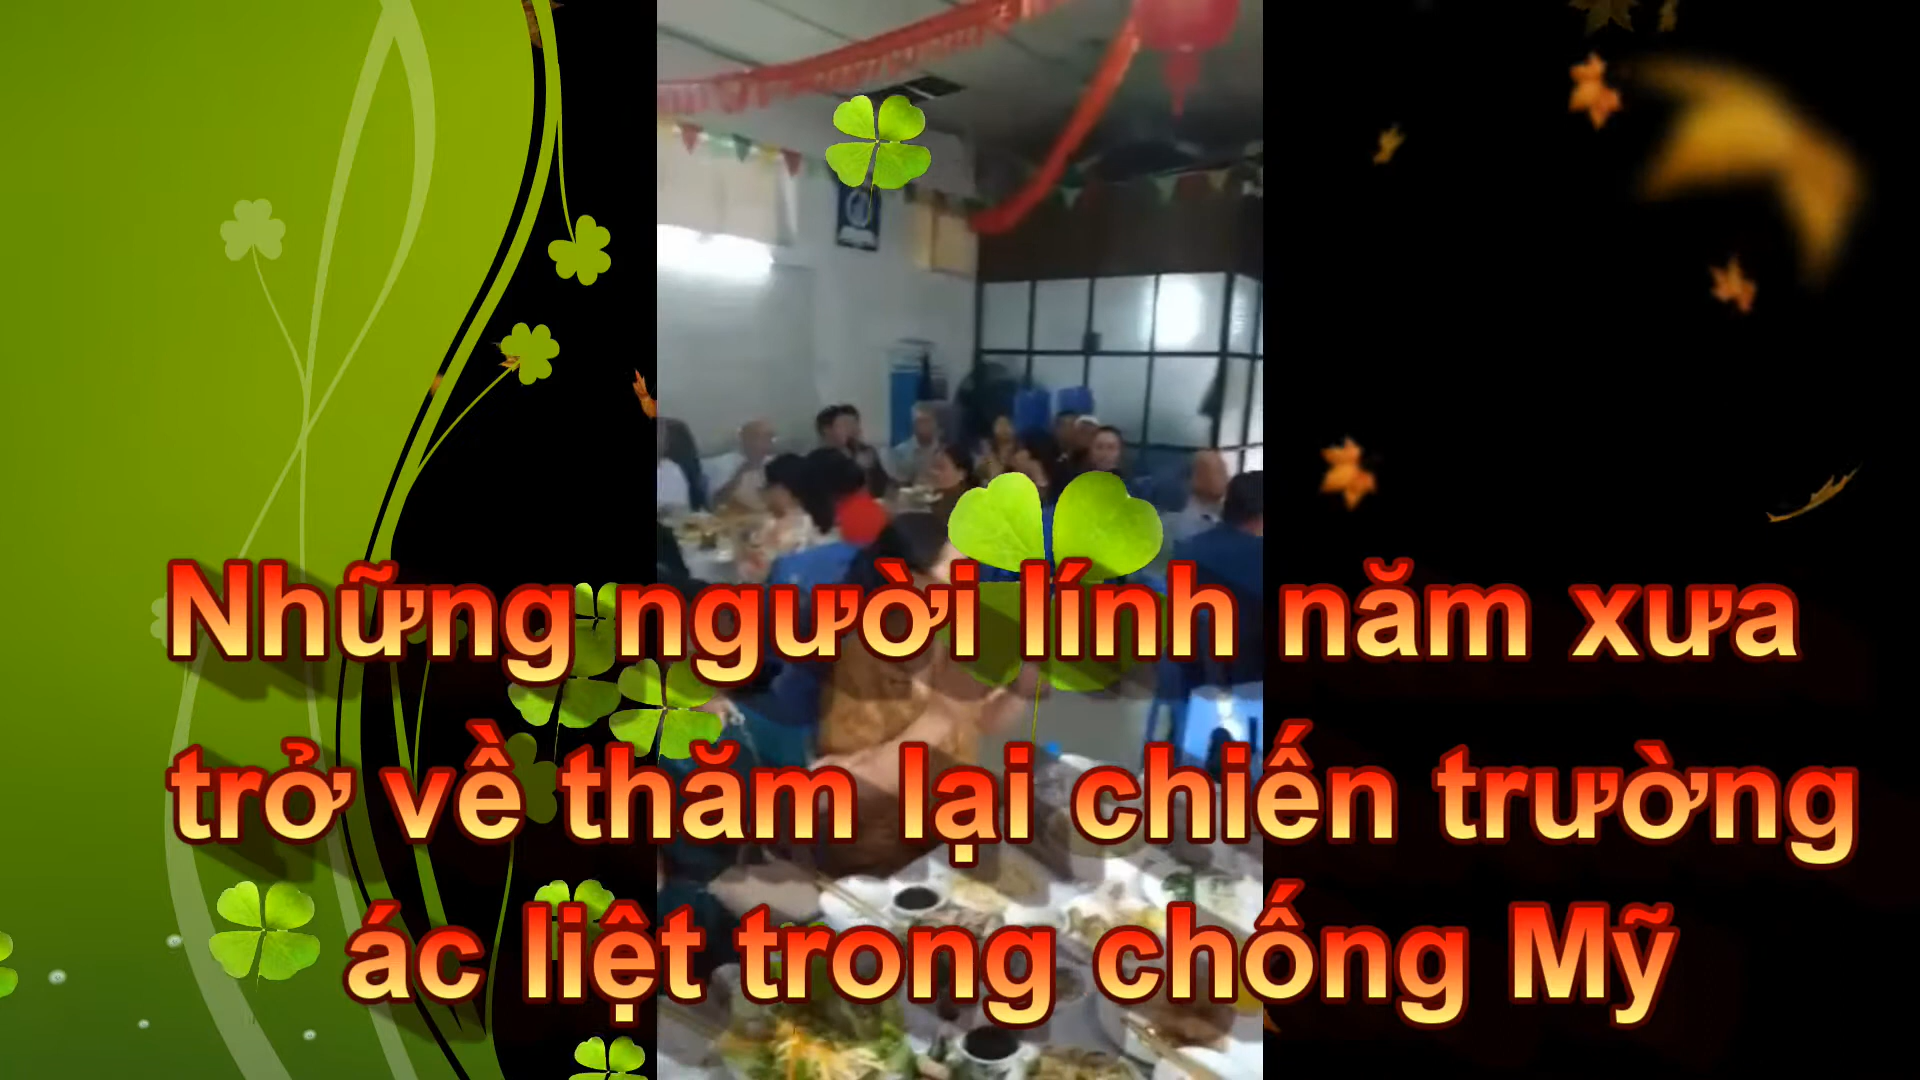 Những người lính năm xưa
trở về thăm lại chiến trường
ác liệt trong chống Mỹ